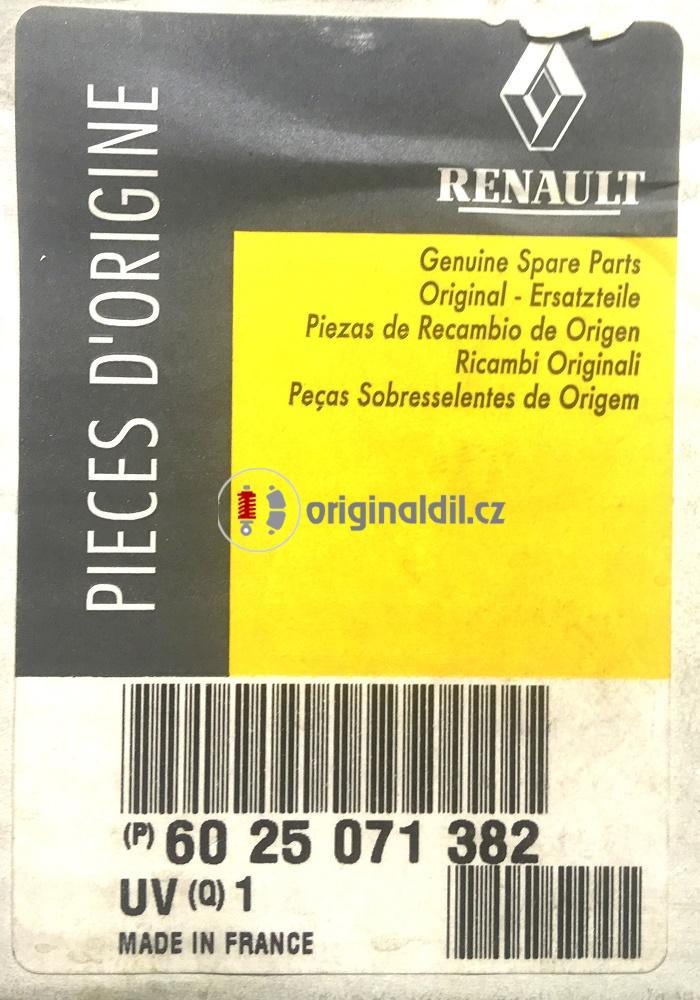 PIECES D'ORIGINE
RENAULT
Genuine Spare Parts
Original - Ersatzteile
Piezas de Recambio de Origen
Ricambi Originali
Peças Sobresselentes de Origem
originaldil.cz
(P) 60 25 071 382
UV (Q) 1
MADE IN FRANCE